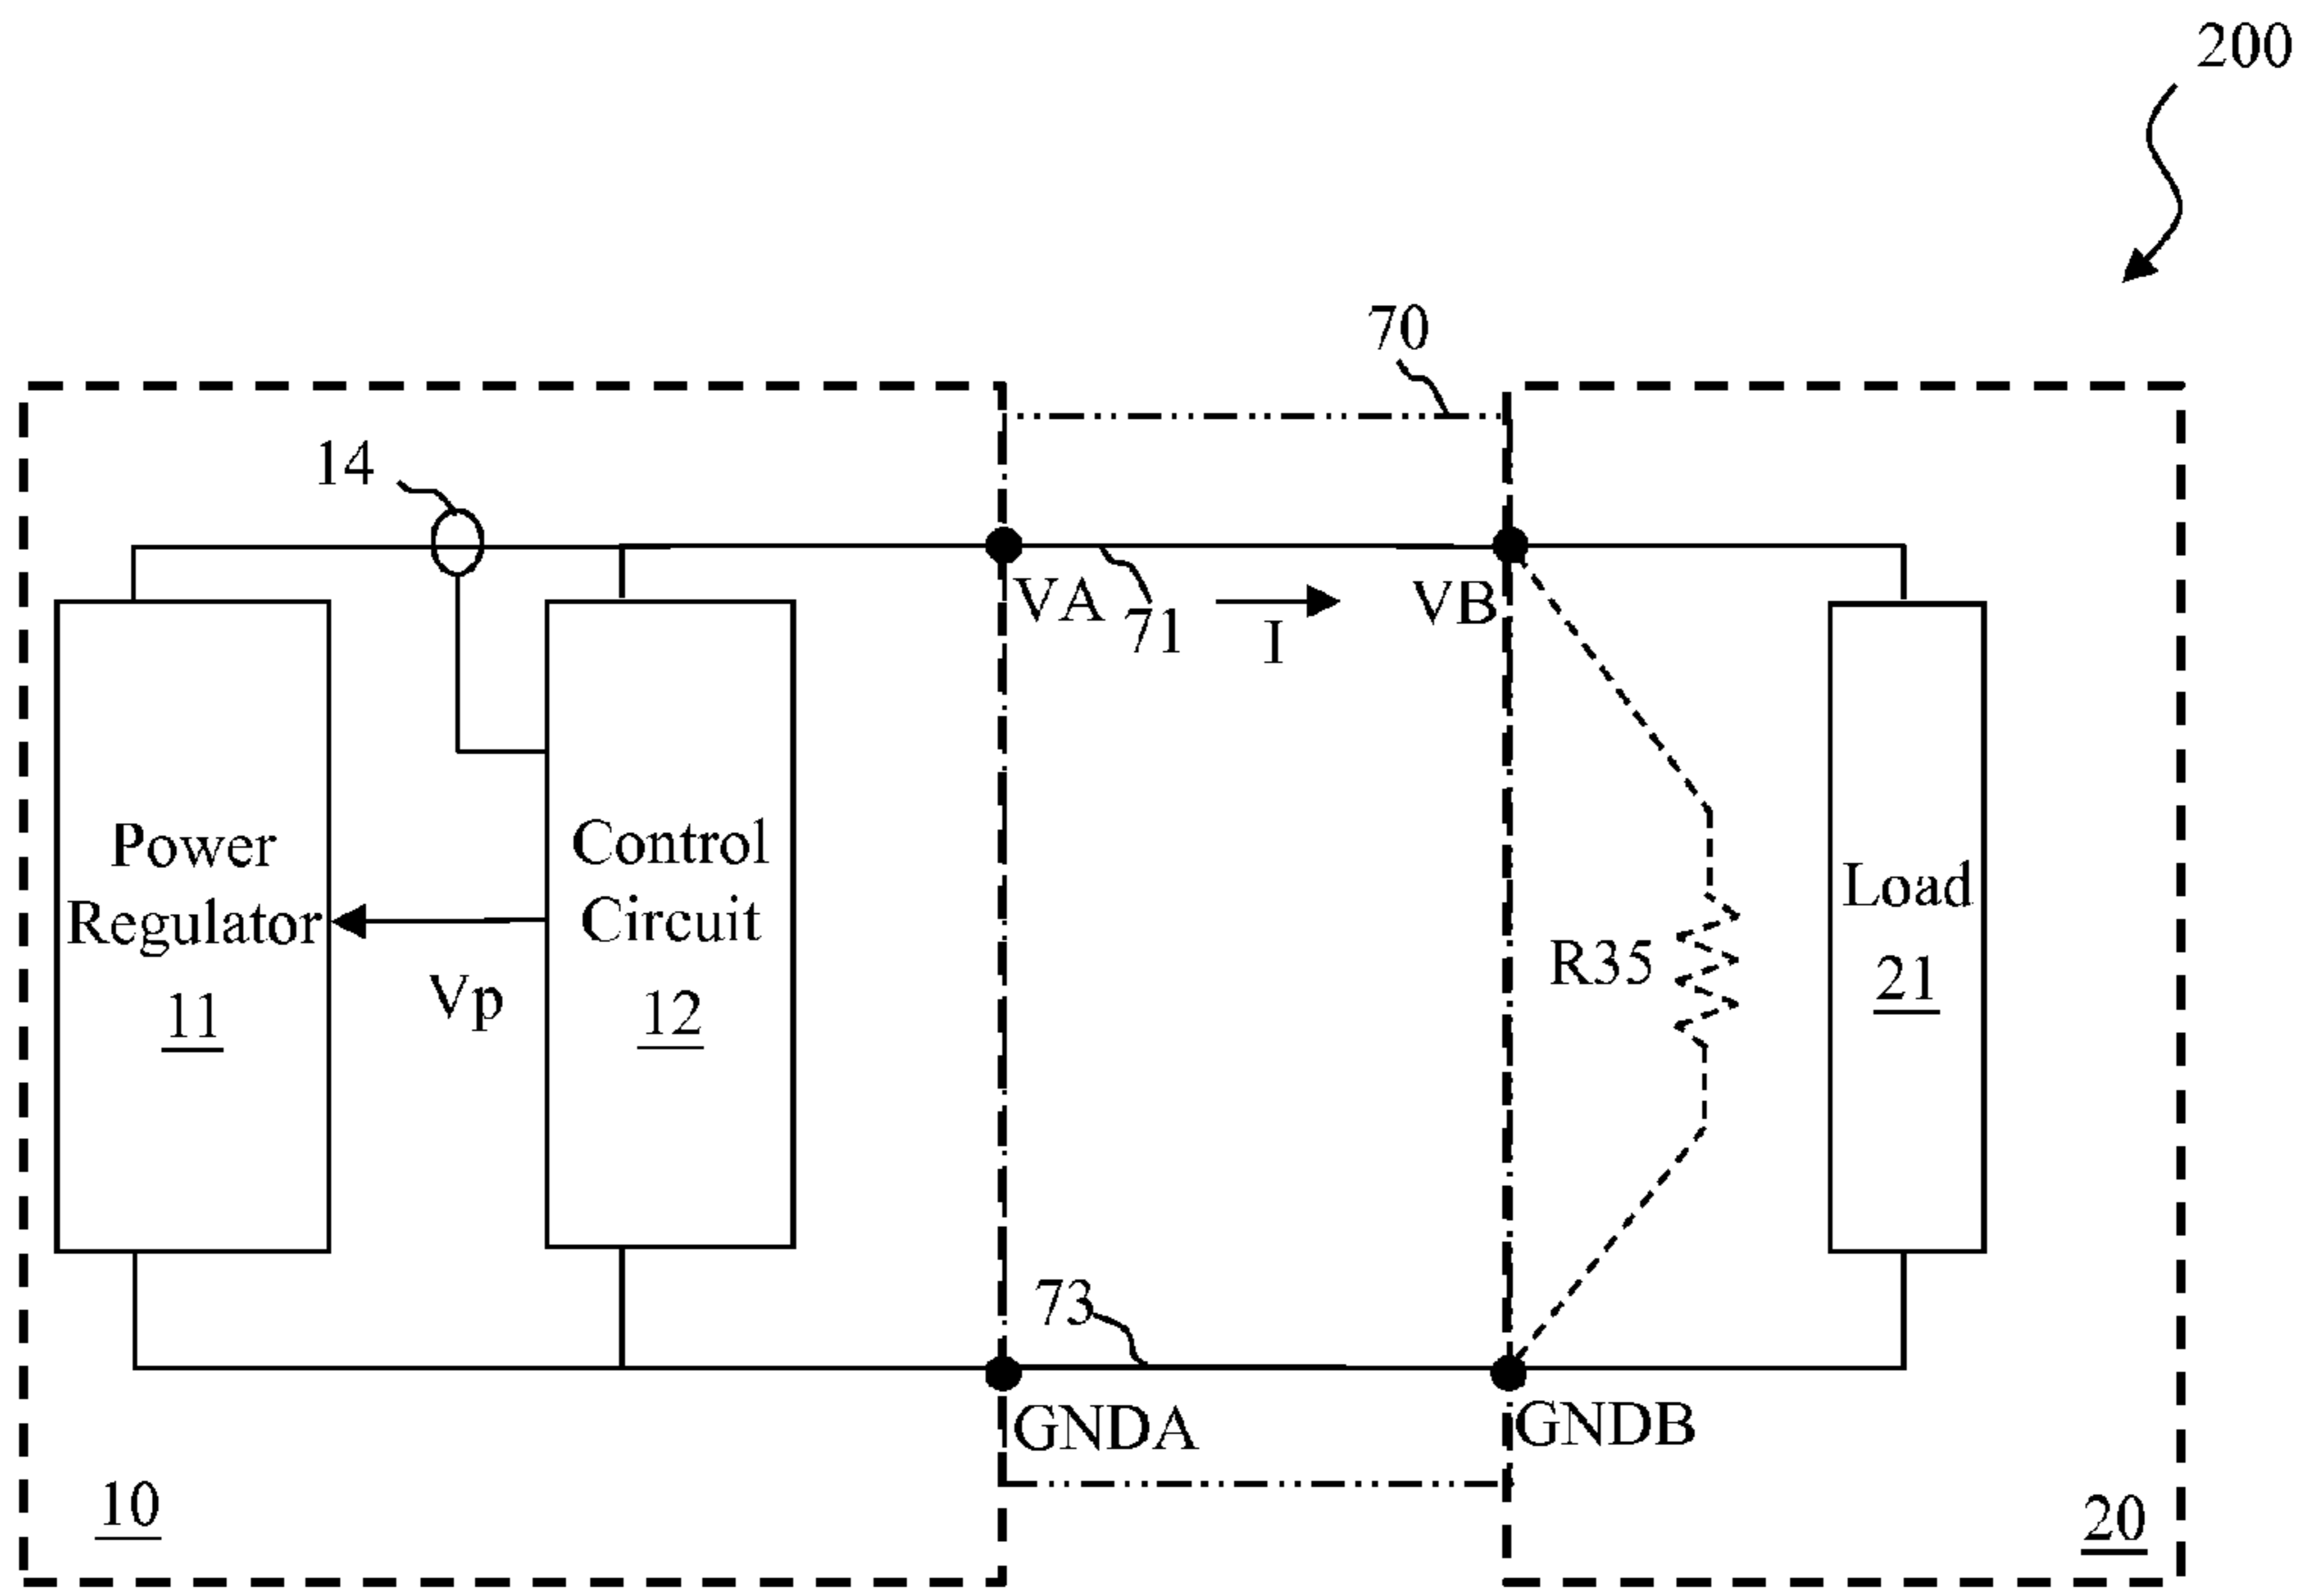 200
70
14
VA
71
I
VB
Power
Regulator
11
Vp
Control
Circuit
12
R35
Load
21
73
GNDA
GNDB
10
20